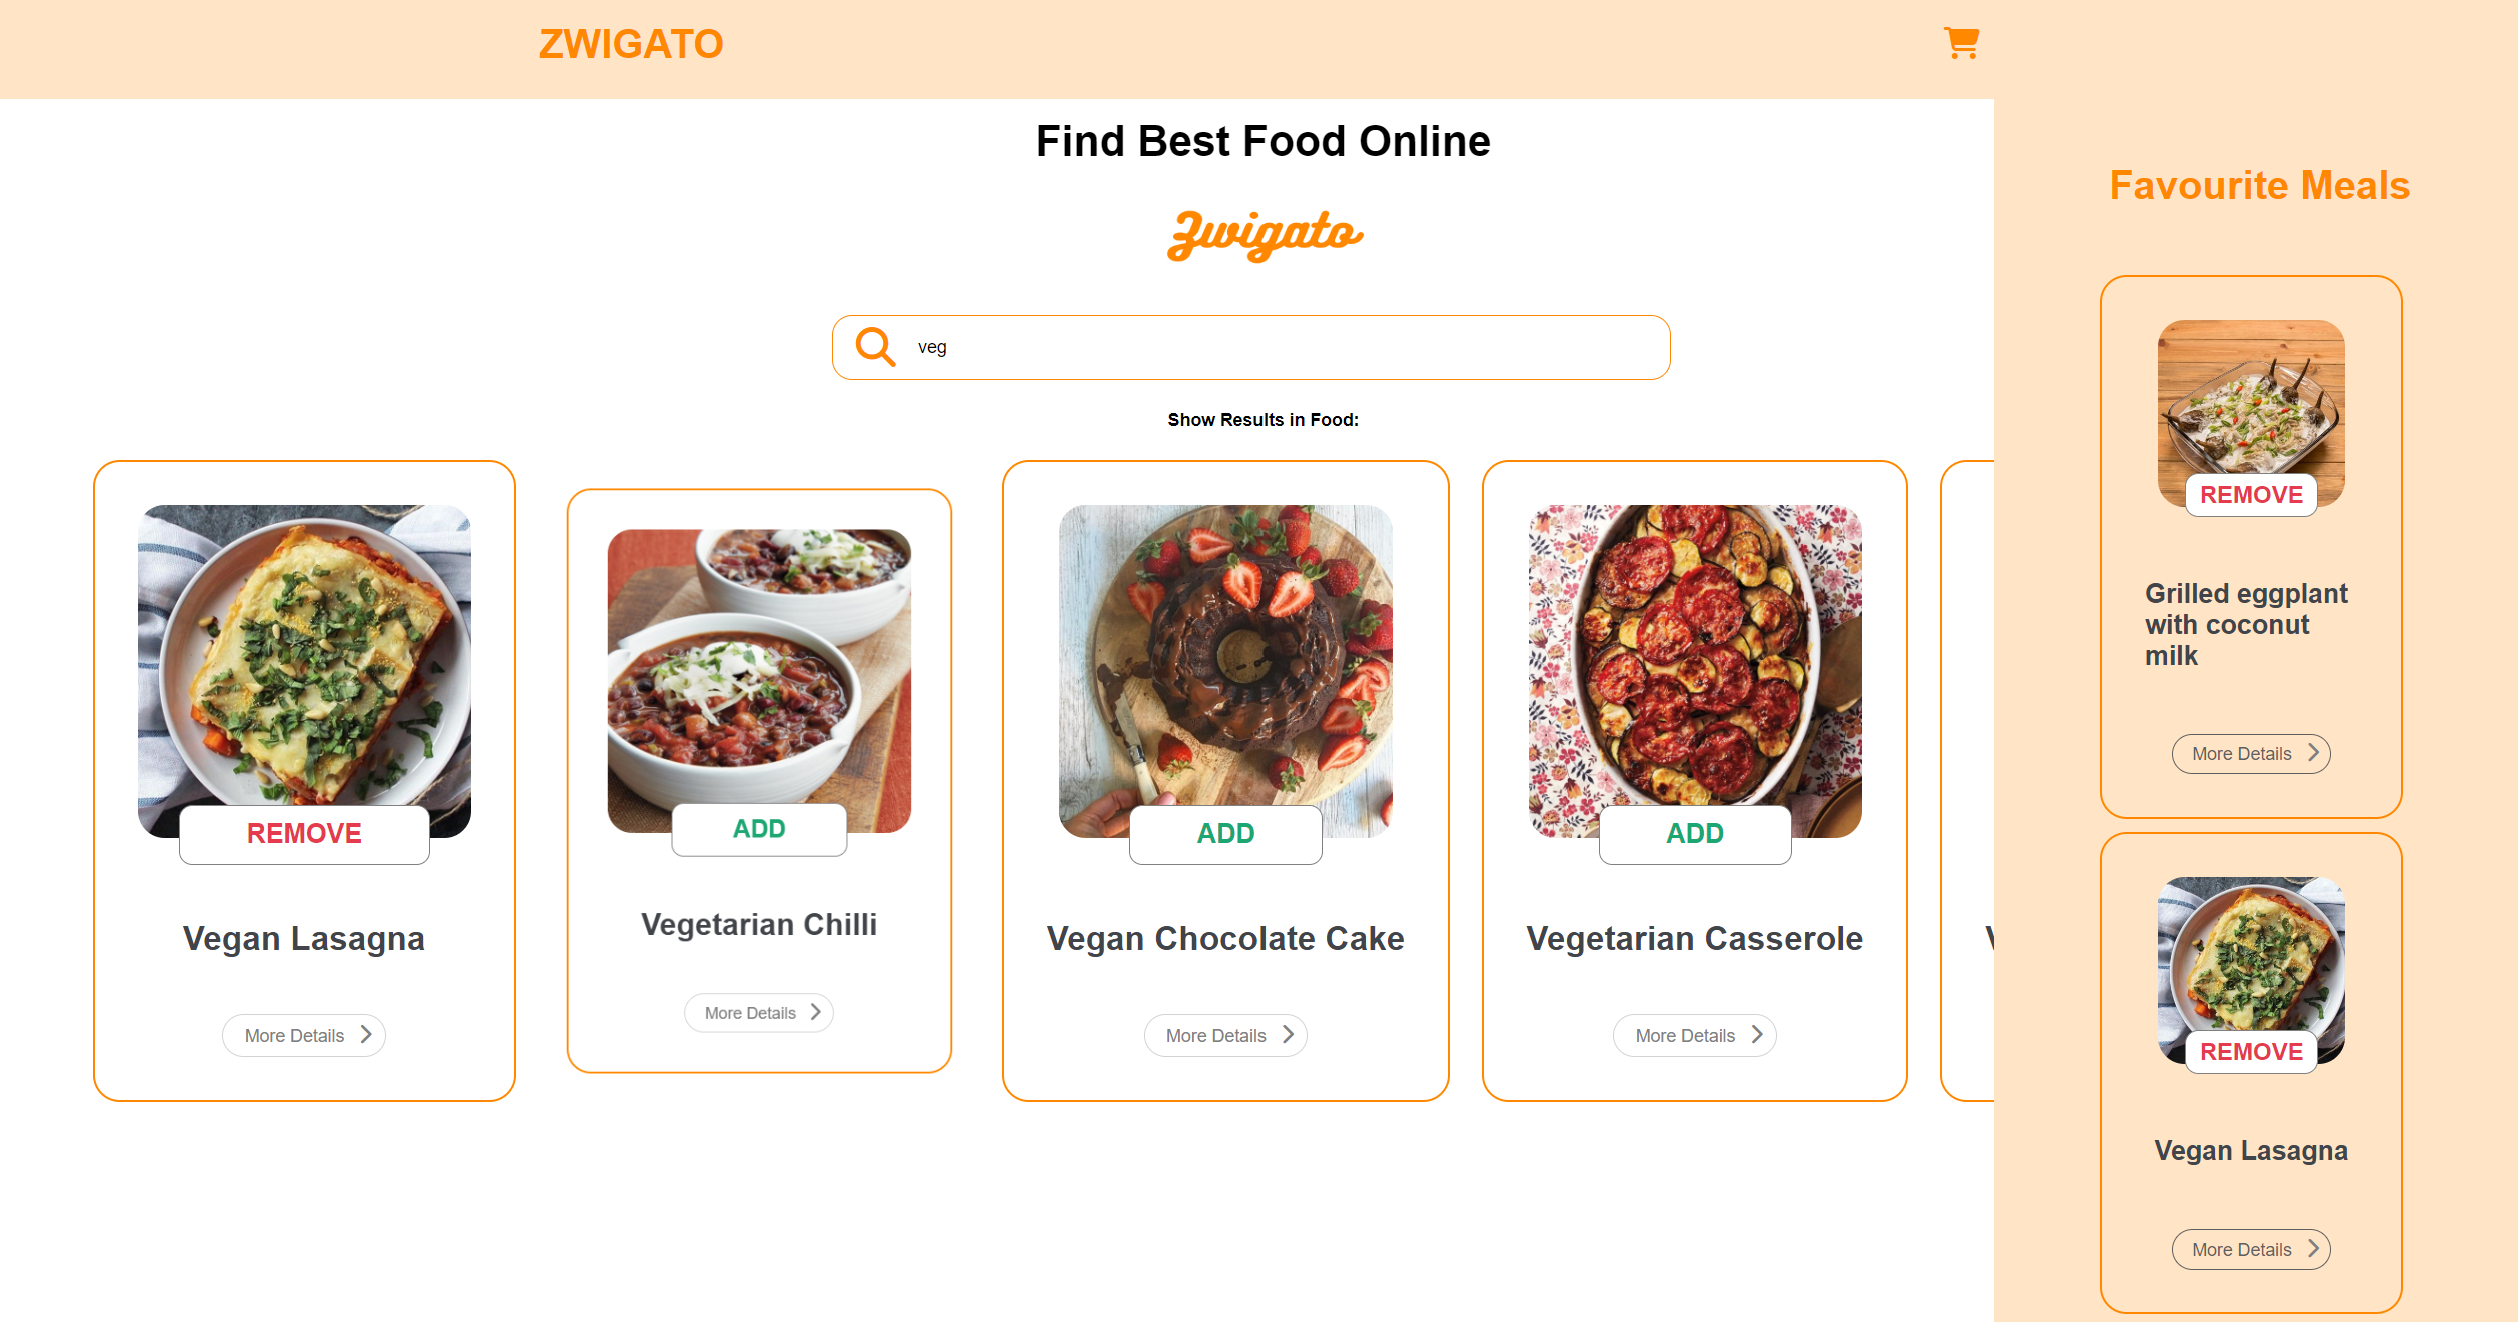 ZWIGATO
Find Best Food Online
Zwigato
veg
Show Results in Food:
REMOVE
Vegan Lasagna
More Details
ADD
Vegetarian Chilli
More Details
ADD
Vegan Chocolate Cake
More Details
ADD
Vegetarian Casserole
More Details
Favourite Meals
REMOVE
Grilled eggplant
with coconut
milk
More Details
REMOVE
Vegan Lasagna
More Details